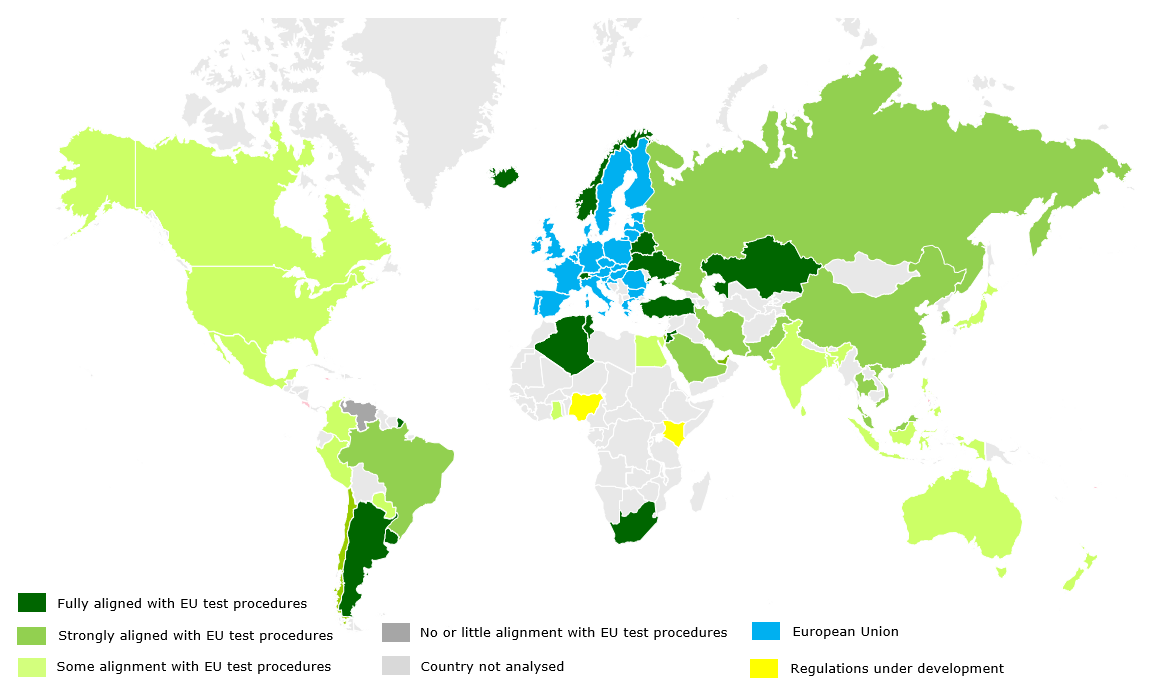 Fully aligned with EU test procedures
Strongly aligned with EU test procedures
Some alignment with EU test procedures
No or little alignment with EU test procedures
Country not analysed
European Union
Regulations under development